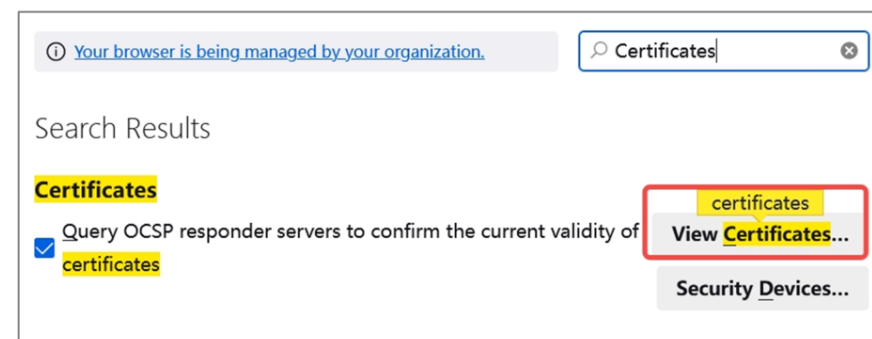 Your browser is being managed by your organization.
Certificates
Search Results
Certificates
certificates
Query OCSP responder servers to confirm the current validity of
certificates
View Certificates...
Security Devices...